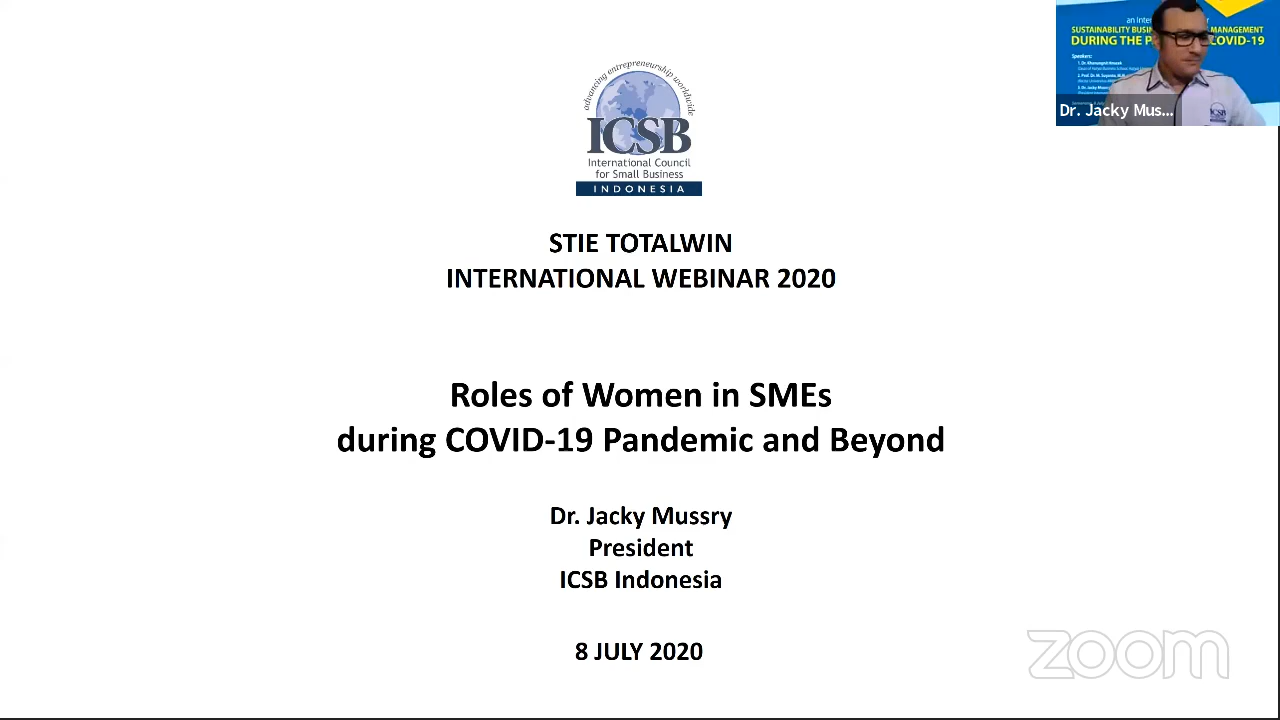 advancing entrepreneurship worldwide
ICSB
International Council
for Small Business
INDONESIA
STIE TOTALWIN
INTERNATIONAL WEBINAR 2020
Roles of Women in SMEs
during COVID-19 Pandemic and Beyond
Dr. Jacky Mussry
President
ICSB Indonesia
8 JULY 2020
zoom
SUSTAINABILITY MANAGEMENT
DURING THE COVID-19
Speakers:
Dr. Jacky Mus...